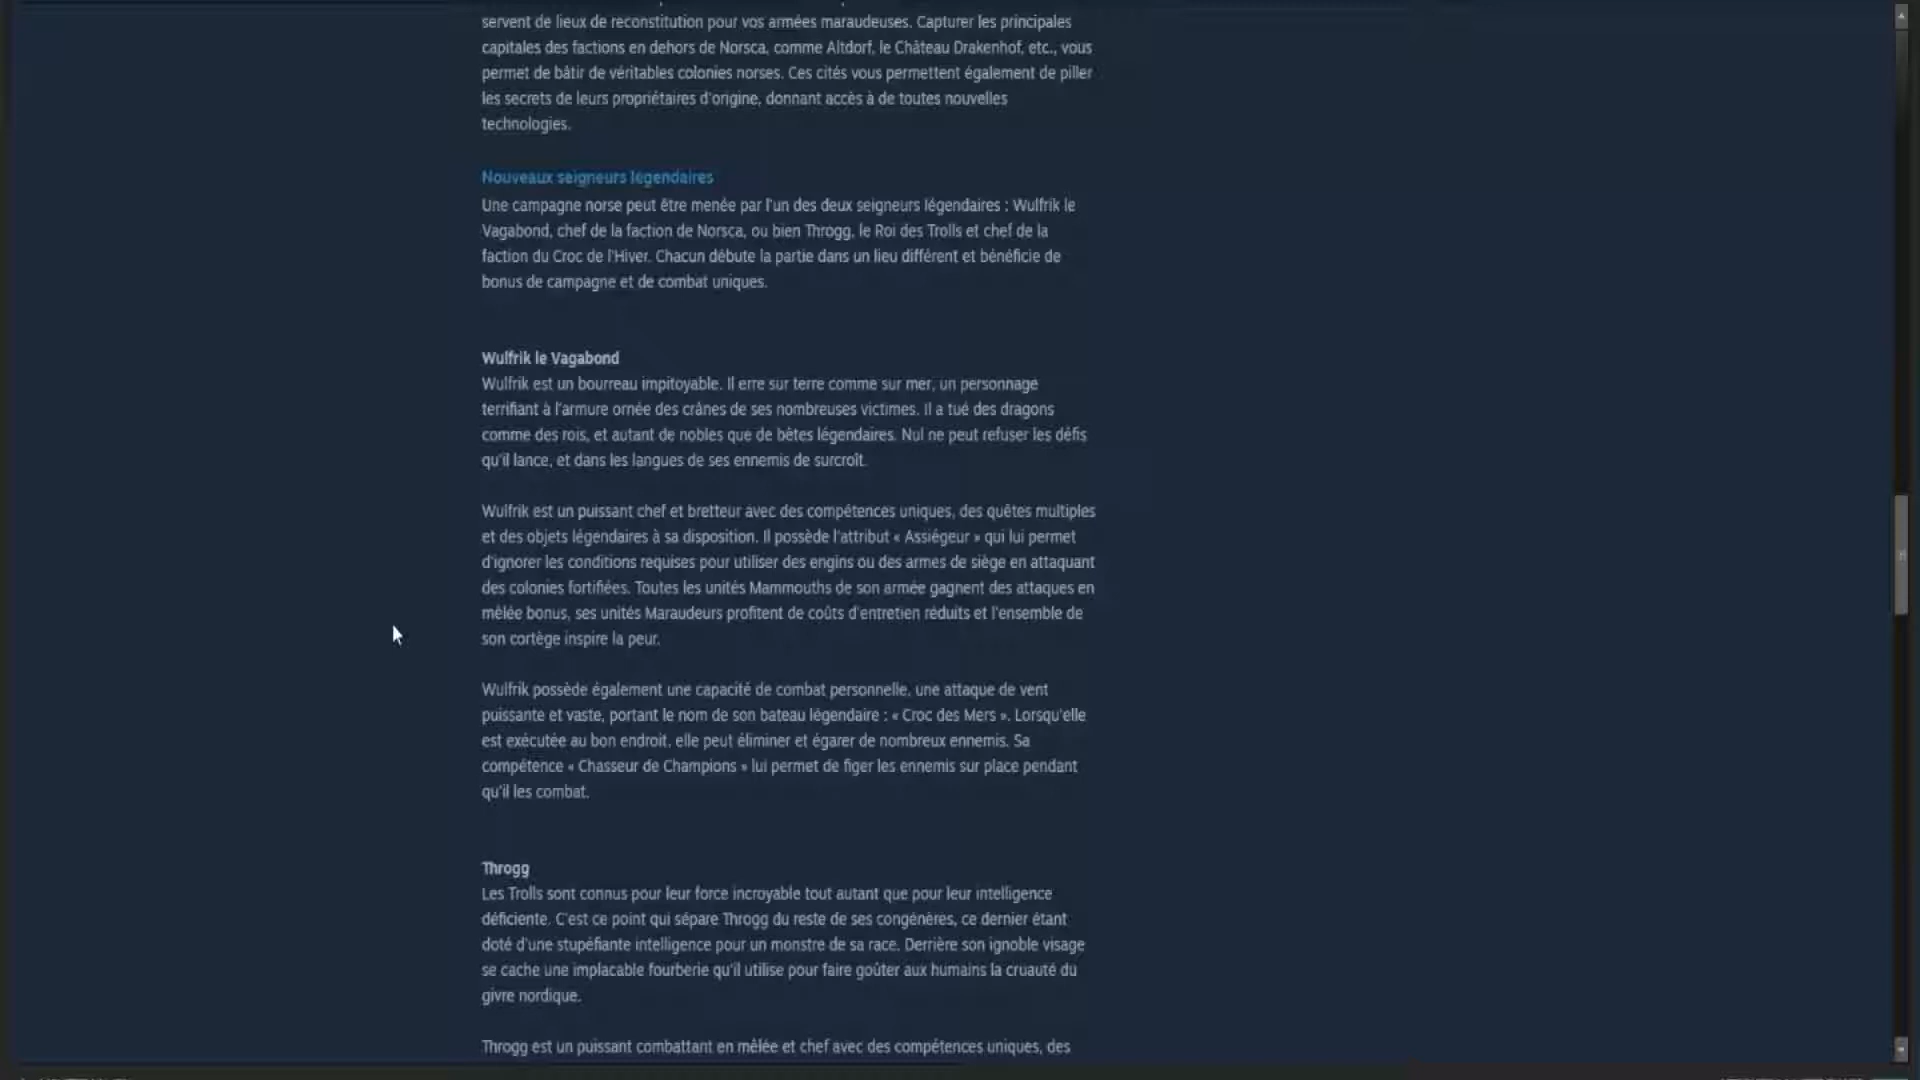 servent de lieux de reconstitution pour vos armées maraudeuses. Capturer les principales
capitales des factions en dehors de Norsca, comme Altdorf, le Château Drakenhof, etc., vous
permet de bâtir de véritables colonies norses. Ces cités vous permettent également de piller
les secrets de leurs propriétaires d'origine, donnant accès à de toutes nouvelles
technologies.
Nouveaux seigneurs légendaires
Une campagne norse peut être menée par l'un des deux seigneurs légendaires : Wulfrik le
Vagabond, chef de la faction de Norsca, ou bien Throgg, le Roi des Trolls et chef de la
faction du Croc de l'Hiver. Chacun débute la partie dans un lieu différent et bénéficie de
bonus de campagne et de combat uniques.
Wulfrik le Vagabond
Wulfrik est un bourreau impitoyable. Il erre sur terre comme sur mer, un personnage
terrifiant à l'armure ornée des crânes de ses nombreuses victimes. Il a tué des dragons
comme des rois, et autant de nobles que de bêtes légendaires. Nul ne peut refuser les défis
qu'il lance, et dans les langues de ses ennemis de surcroît.
Wulfrik est un puissant chef et bretteur avec des compétences uniques, des quêtes multiples
et des objets légendaires à sa disposition. Il possède l'attribut « Assiégeur » qui lui permet
d'ignorer les conditions requises pour utiliser des engins ou des armes de siège en attaquant
des colonies fortifiées. Toutes les unités Mammouths de son armée gagnent des attaques en
mêlée bonus, ses unités Maraudeurs profitent de coûts d'entretien réduits et l'ensemble de
son cortège inspire la peur.
Wulfrik possède également une capacité de combat personnelle, une attaque de vent
puissante et vaste, portant le nom de son bateau légendaire : « Croc des Mers ». Lorsqu'elle
est exécutée au bon endroit, elle peut éliminer et égarer de nombreux ennemis. Sa
compétence « Chasseur de Champions » lui permet de figer les ennemis sur place pendant
qu'il les combat.
Throgg
Les Trolls sont connus pour leur force incroyable tout autant que pour leur intelligence
déficiente. C'est ce point qui sépare Throgg du reste de ses congénères, ce dernier étant
doté d'une stupéfiante intelligence pour un monstre de sa race. Derrière son ignoble visage
se cache une implacable fourberie qu'il utilise pour faire goûter aux humains la cruauté du
givre nordique.
Throgg est un puissant combattant en mêlée et chef avec des compétences uniques, des